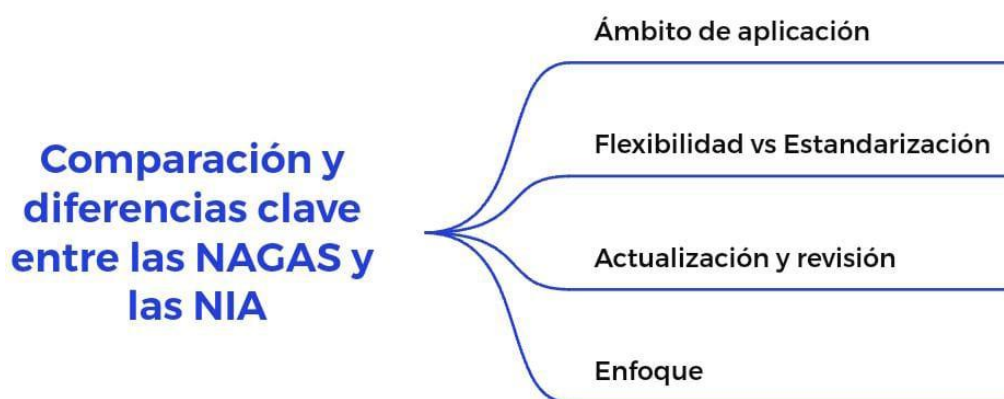 Comparación y
diferencias clave
entre las NAGAS y
las NIA
Ámbito de aplicación
Flexibilidad vs Estandarización
Actualización y revisión
Enfoque